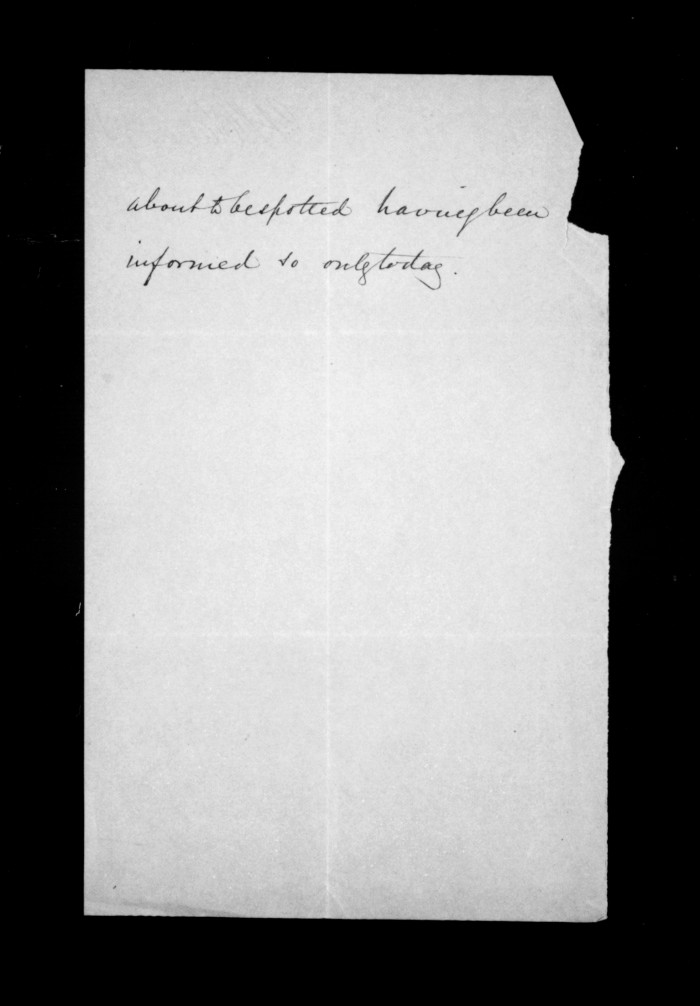 about to be spotted having been
informed so only today.